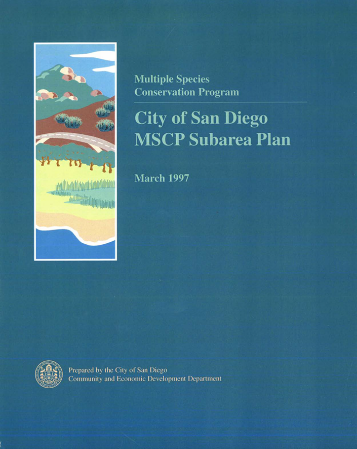 Multiple Species
Conservation Program
City of San Diego
MSCP Subarea Plan
March 1997
Prepared by the City of San Diego
Community and Economic Development Department